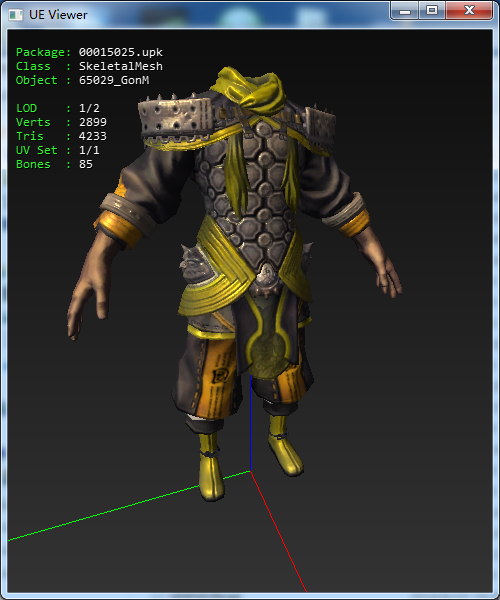 UE Viewer
Package: 00015025.upk
Class : SkeletalMesh
Object : 65029_GonM
LOD : 1/2
Verts : 2899
Tris : 4233
UV Set : 1/1
Bones : 85